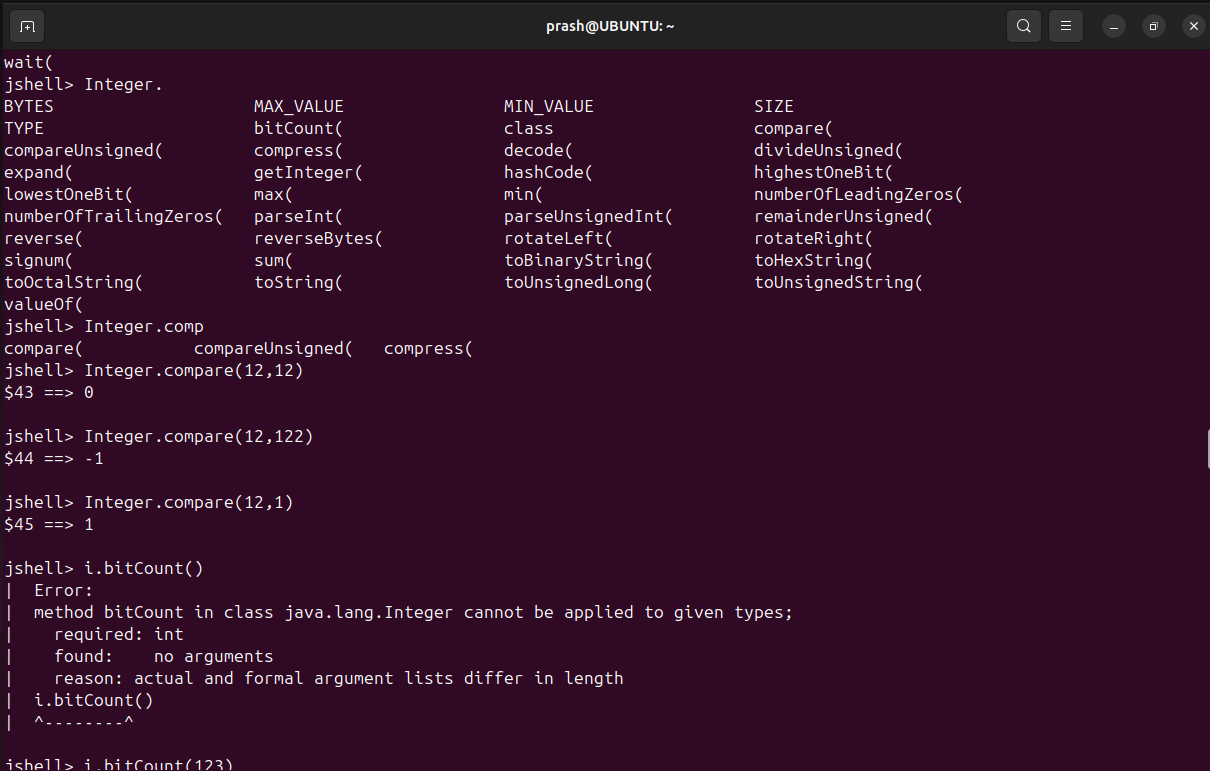 prash@UBUNTU: ~
wait(
jshell> Integer.
BYTES MAX_VALUE MIN_VALUE SIZE
TYPE bitCount( class compare(
compareUnsigned( compress( decode( divideUnsigned(
expand( getInteger( hashCode( highestOneBit(
lowestOneBit( max( min( numberOfLeadingZeros(
numberOfTrailingZeros( parseInt( parseUnsignedInt( remainderUnsigned(
reverse( reverseBytes( rotateLeft( rotateRight(
signum( sum( toBinaryString( toHexString(
toOctalString( toString( toUnsignedLong( toUnsignedString(
valueOf(
jshell> Integer.comp
compare( compareUnsigned( compress(
jshell> Integer.compare(12,12)
$43 ==> 0
jshell> Integer.compare(12,122)
$44 ==> -1
jshell> Integer.compare(12,1)
$45 ==> 1
jshell> i.bitCount()
| Error:
| method bitCount in class java.lang.Integer cannot be applied to given types;
| required: int
| found: no arguments
| reason: actual and formal argument lists differ in length
| i.bitCount()
| ^--------^
jshell> i.bitCount(123)